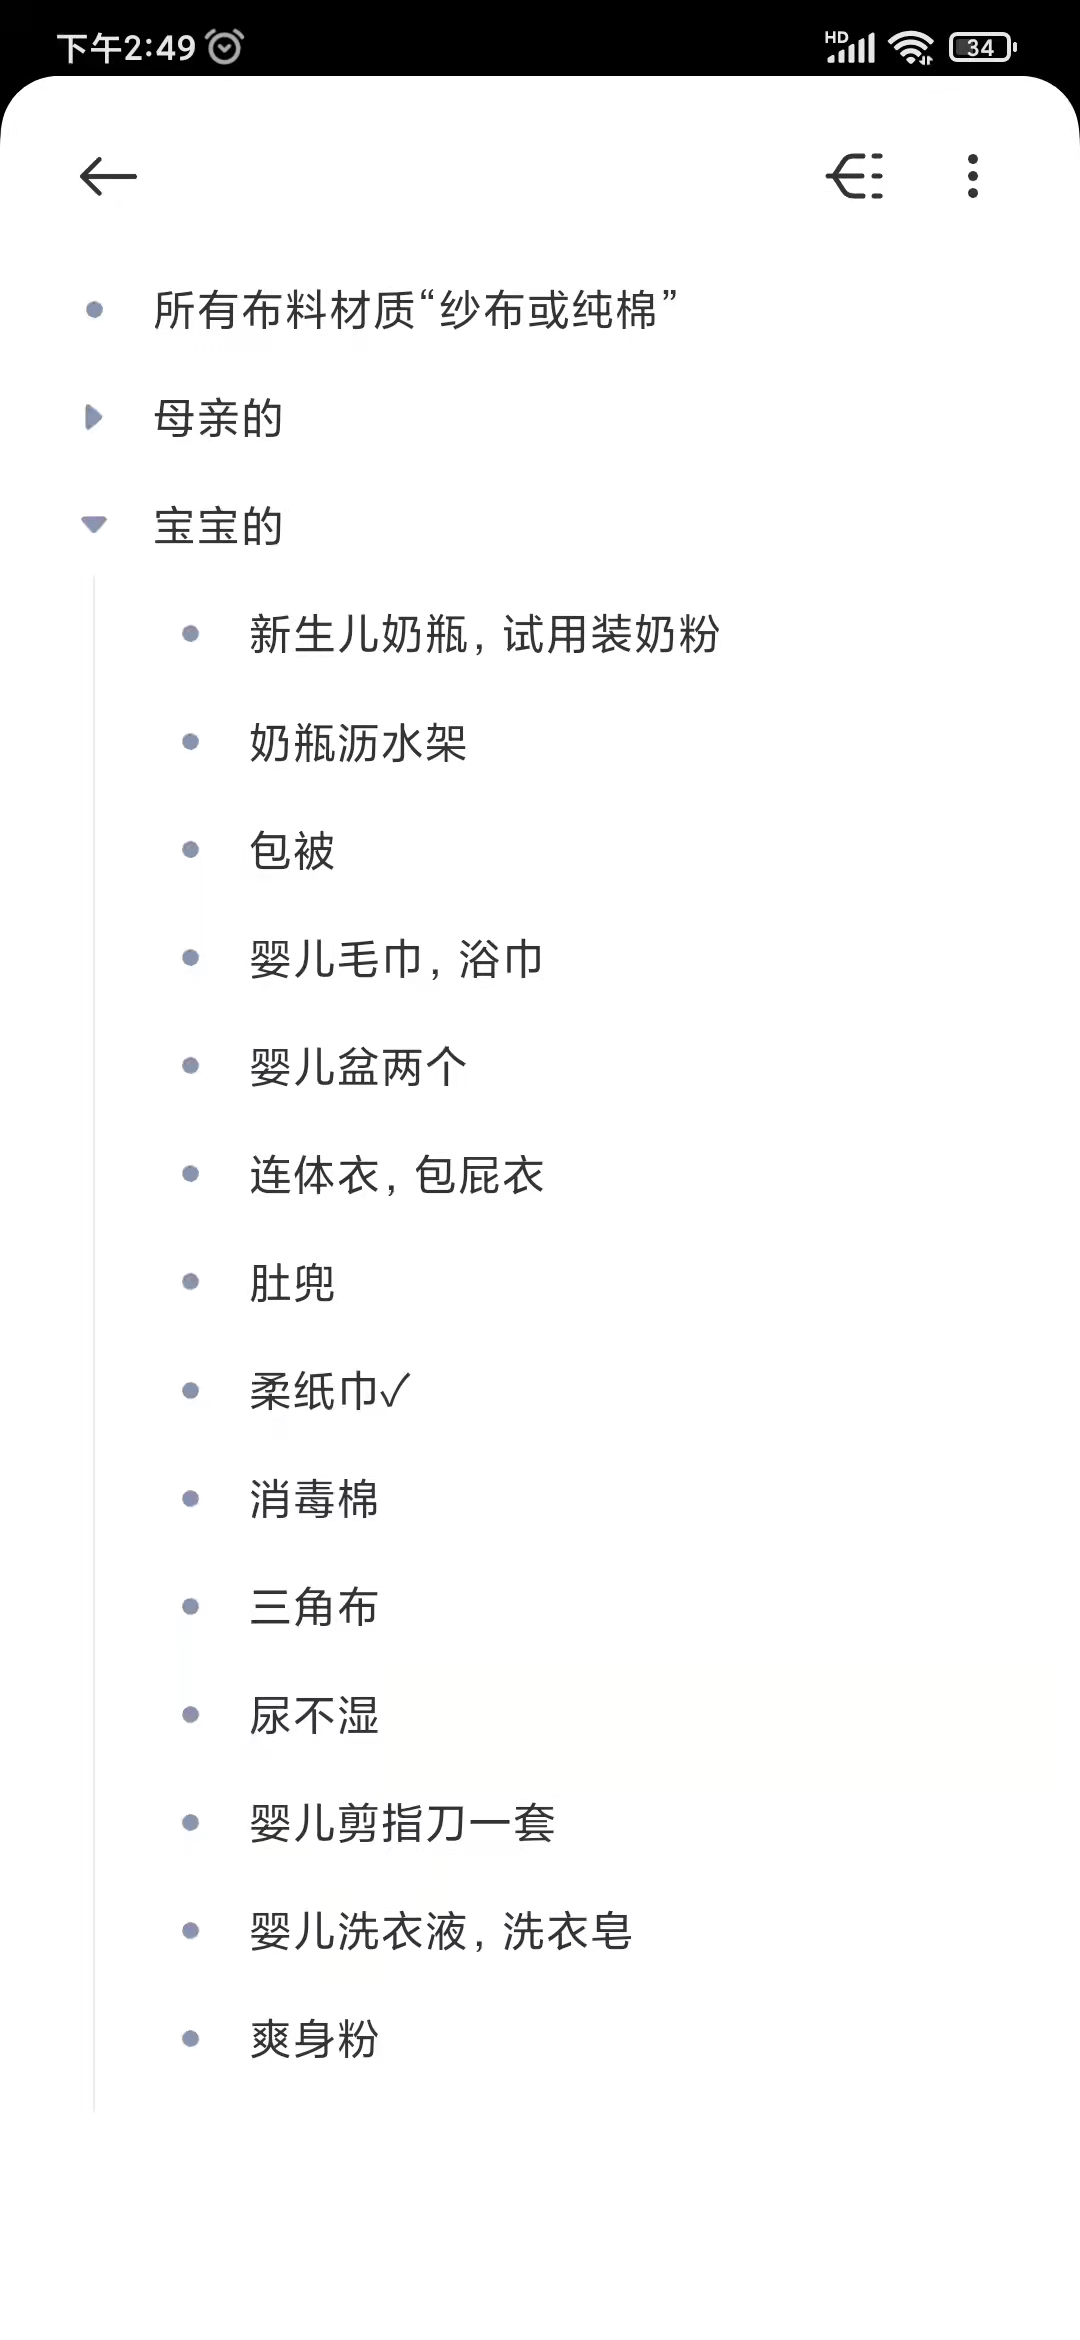 下午2:49
HD
34
所有布料材质“纱布或纯棉”
母亲的
宝宝的
新生儿奶瓶, 试用装奶粉
奶瓶沥水架
包被
婴儿毛巾, 浴巾
婴儿盆两个
连体衣, 包屁衣
肚兜
柔纸巾✓
消毒棉
三角布
尿不湿
婴儿剪指刀一套
婴儿洗衣液, 洗衣皂
爽身粉